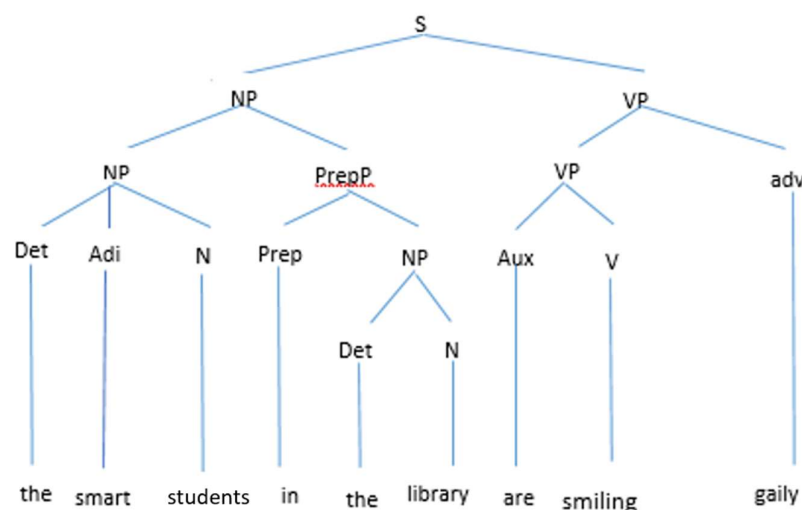 S
NP VP
NP PrepP VP adv
Det Adi N Prep NP Aux V
Det N
the smart students in the library are smiling gaily